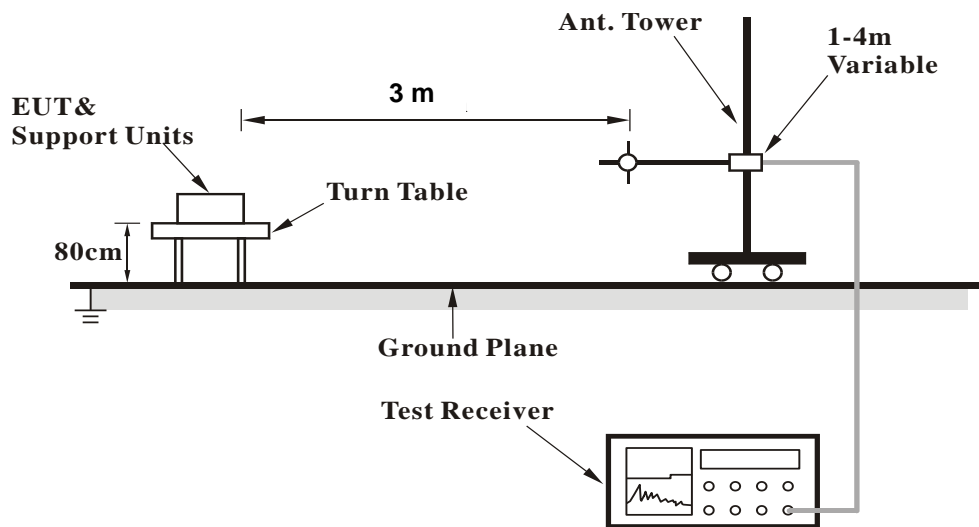 Ant. Tower
1-4m
Variable
3 m
EUT&
Support Units
Turn Table
80cm
Ground Plane
Test Receiver